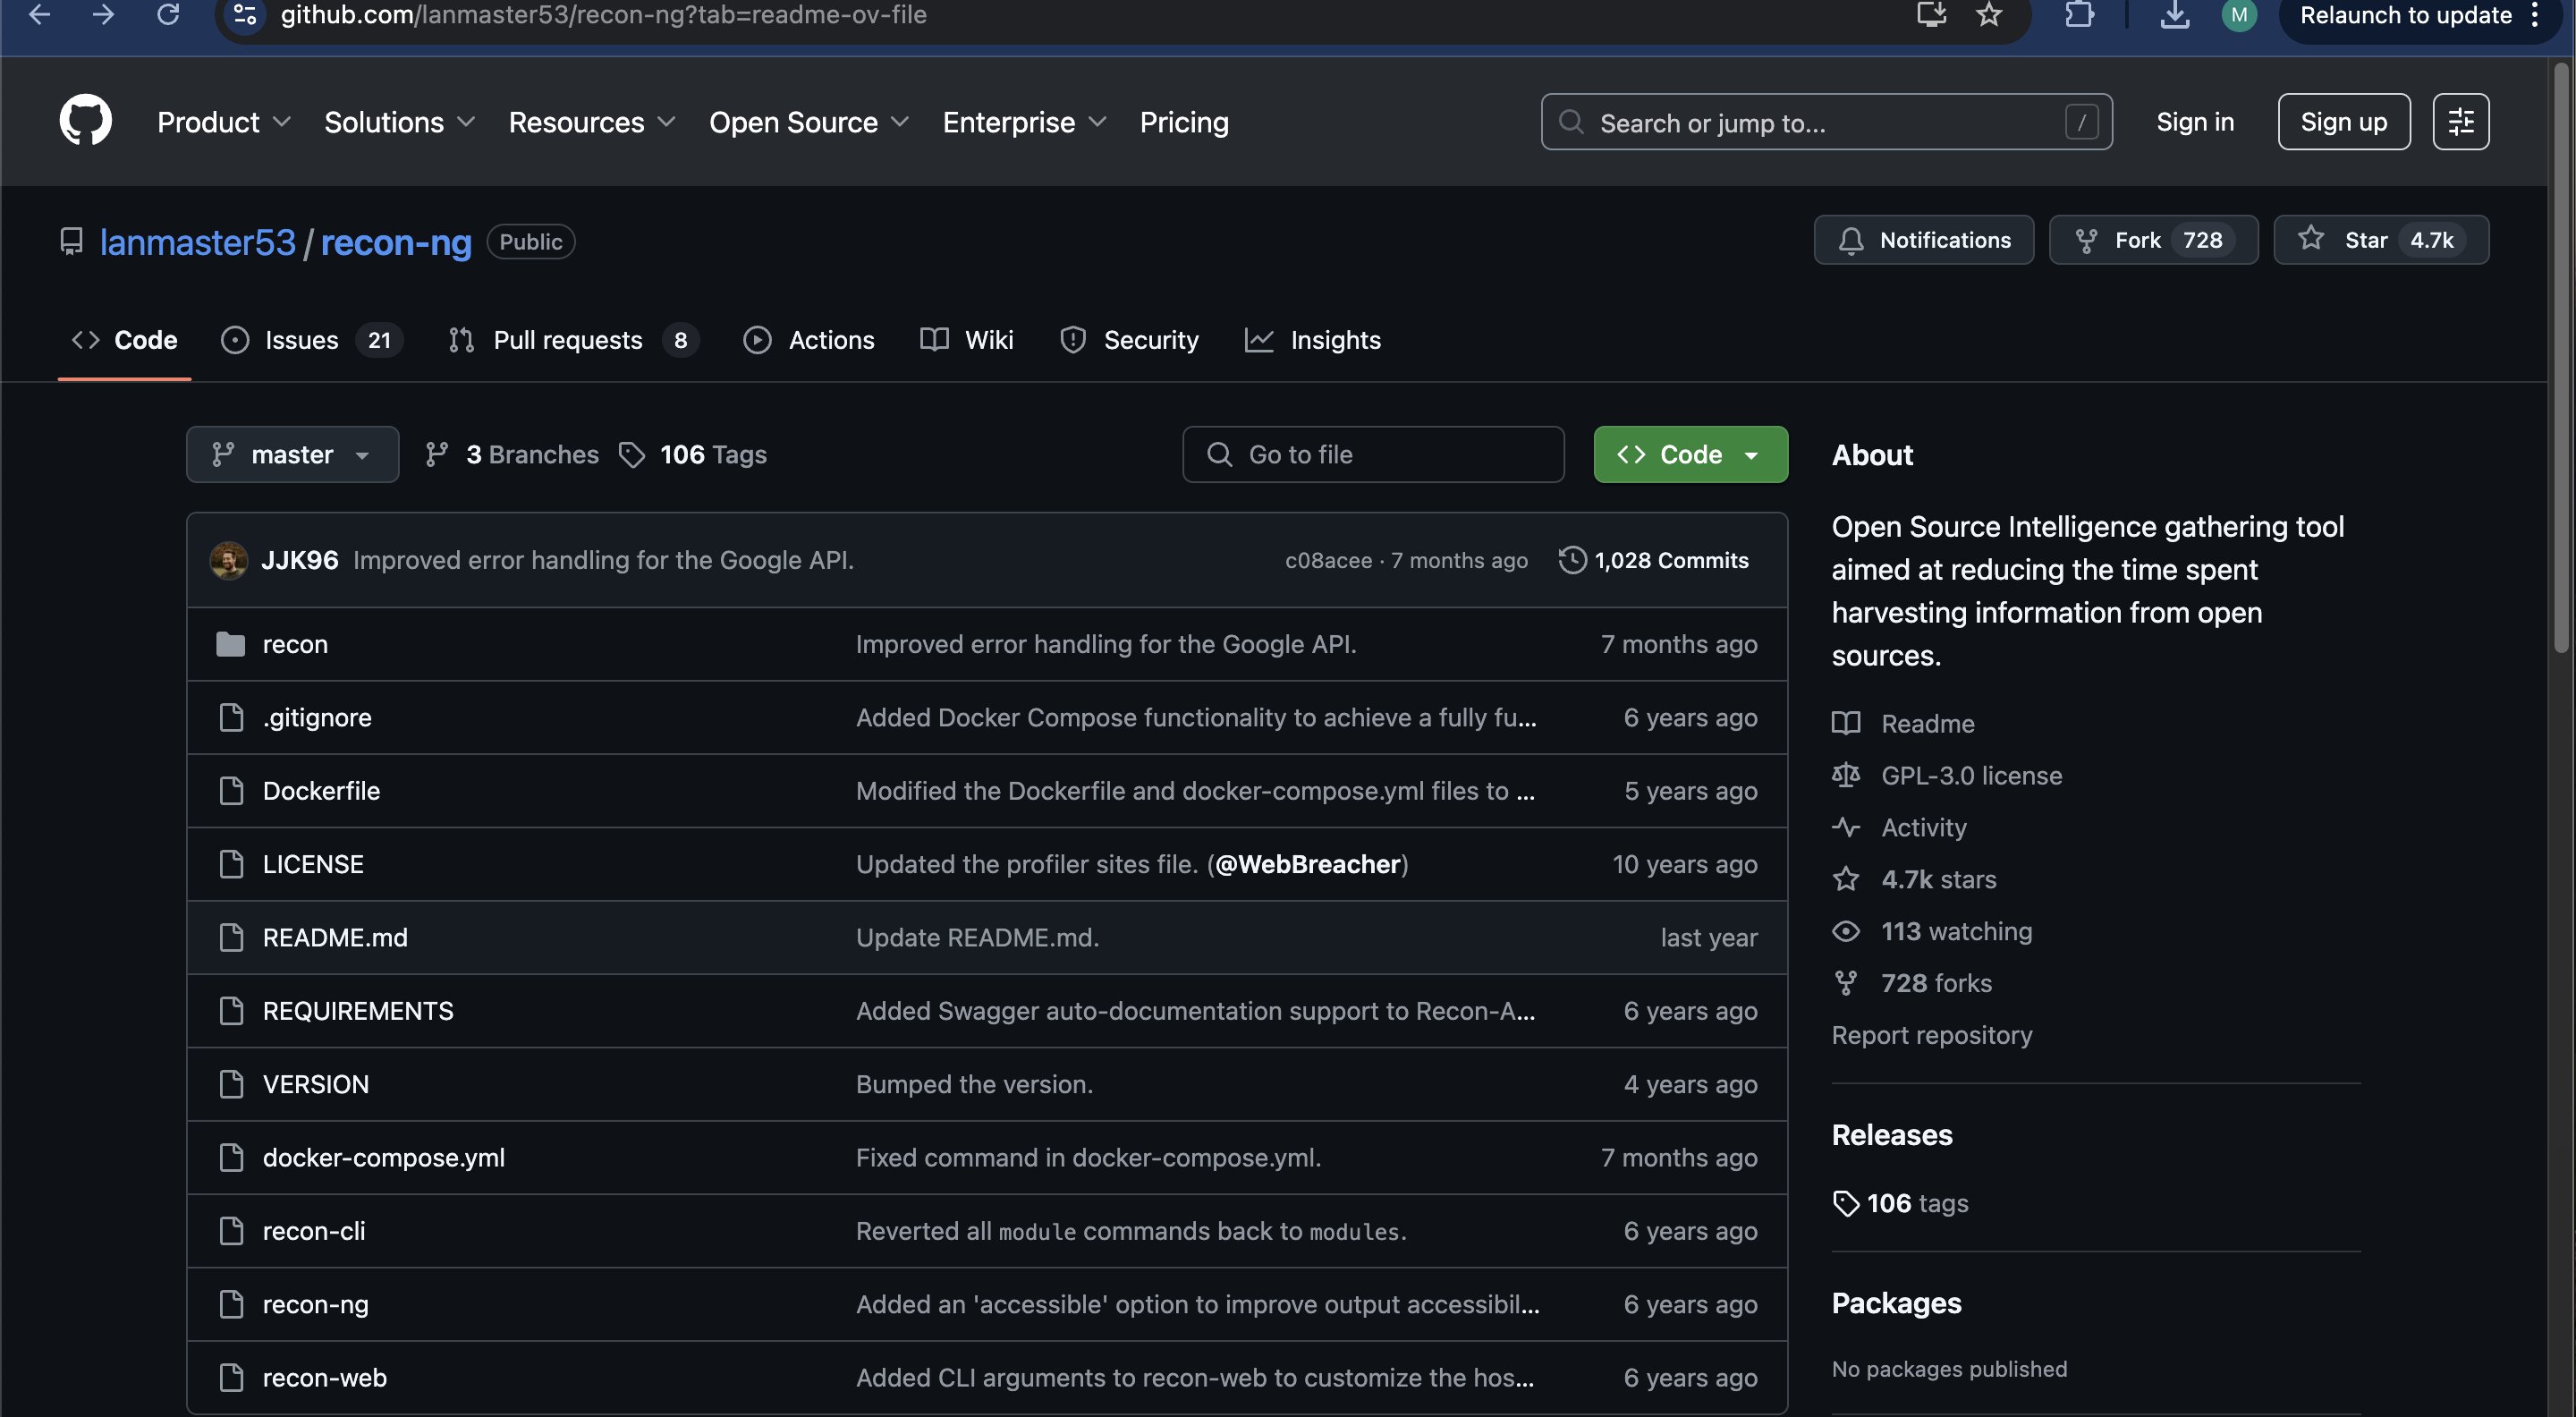 github.com/lanmaster53/recon-ng?tab=readme-ov-file
M
Relaunch to update
Product
Solutions
Resources
Open Source
Enterprise
Pricing
Search or jump to...
/
Sign in
Sign up
lanmaster53/recon-ng
Public
Notifications
Fork 728
Star 4.7k
Code
Issues 21
Pull requests 8
Actions
Wiki
Security
Insights
master
3 Branches
106 Tags
Go to file
Code
JJK96 Improved error handling for the Google API.
c08acee · 7 months ago
1,028 Commits
recon Improved error handling for the Google API. 7 months ago
.gitignore Added Docker Compose functionality to achieve a fully fu... 6 years ago
Dockerfile Modified the Dockerfile and docker-compose.yml files to ... 5 years ago
LICENSE Updated the profiler sites file. (@WebBreacher) 10 years ago
README.md Update README.md. last year
REQUIREMENTS Added Swagger auto-documentation support to Recon-A... 6 years ago
VERSION Bumped the version. 4 years ago
docker-compose.yml Fixed command in docker-compose.yml. 7 months ago
recon-cli Reverted all module commands back to modules. 6 years ago
recon-ng Added an 'accessible' option to improve output accessibil... 6 years ago
recon-web Added CLI arguments to recon-web to customize the hos... 6 years ago
About
Open Source Intelligence gathering tool
aimed at reducing the time spent
harvesting information from open
sources.
Readme
GPL-3.0 license
Activity
4.7k stars
113 watching
728 forks
Report repository
Releases
106 tags
Packages
No packages published